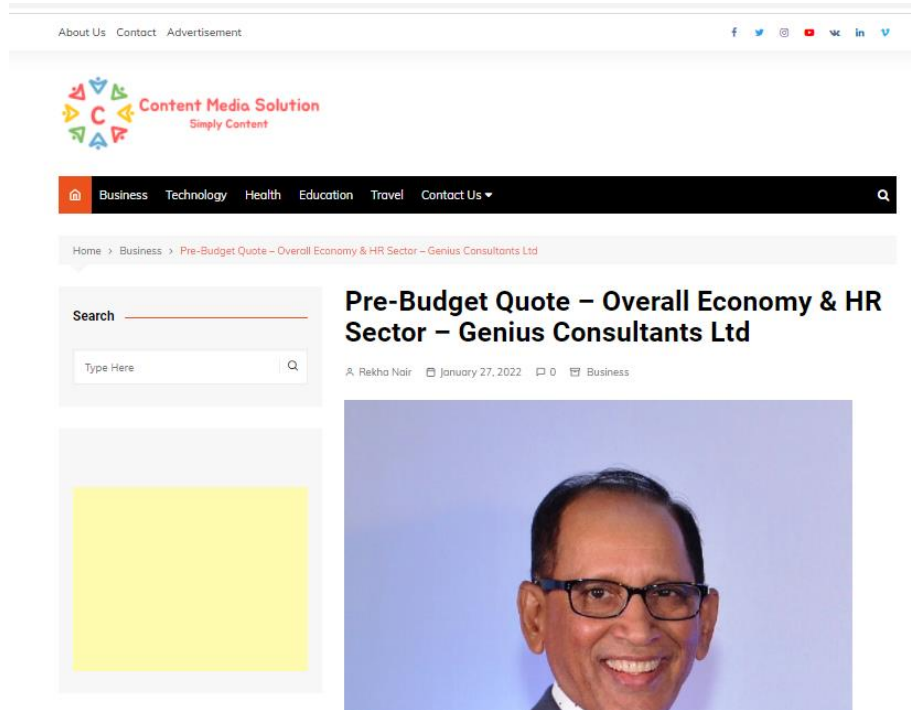 About Us Contact Advertisement
C Content Media Solution
Simply Content
Business Technology Health Education Travel Contact Us
Home > Business > Pre-Budget Quote – Overall Economy & HR Sector – Genius Consultants Ltd
Search
Type Here
Pre-Budget Quote – Overall Economy & HR
Sector – Genius Consultants Ltd
Rekha Nair January 27, 2022 0 Business